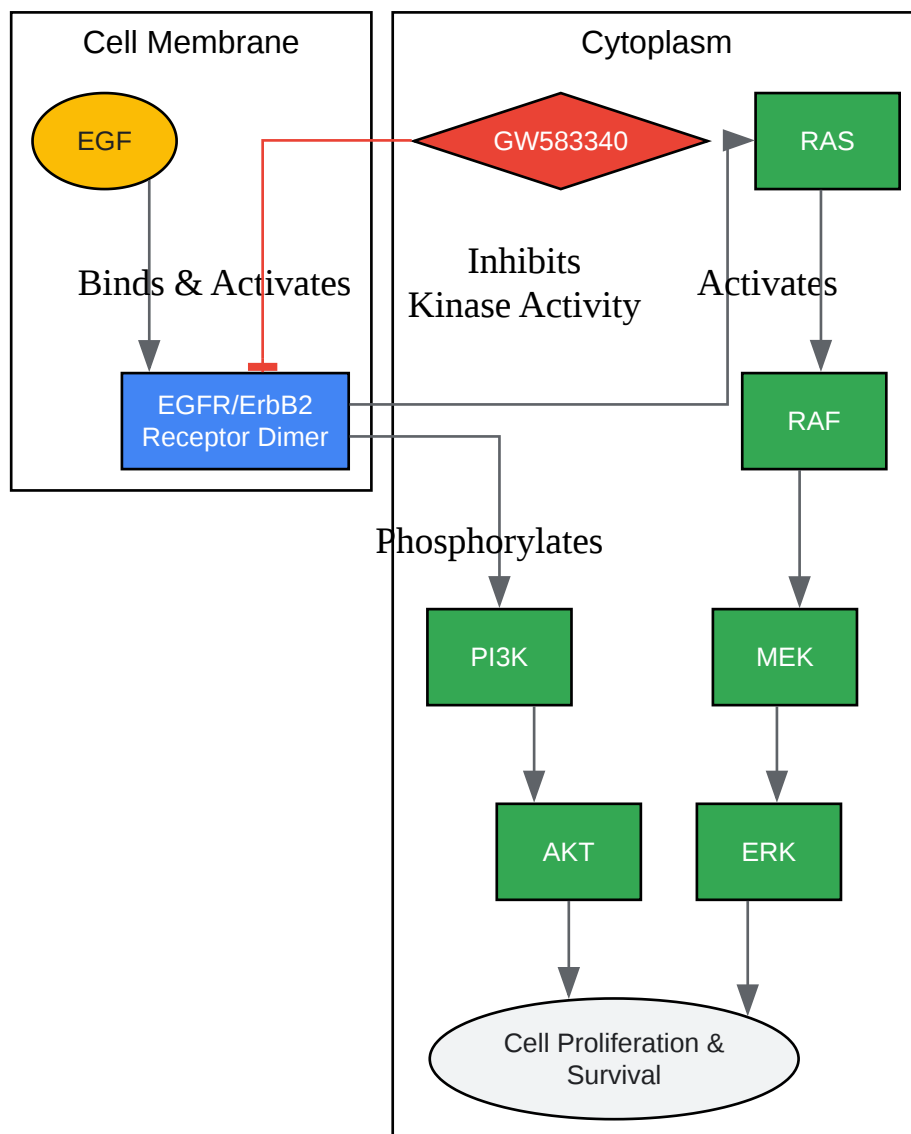 Cell Membrane
Cytoplasm
EGF
GW583340
RAS
Binds & Activates
Inhibits
Kinase Activity
Activates
EGFR/ErbB2
Receptor Dimer
RAF
Phosphorylates
PI3K
MEK
AKT
ERK
Cell Proliferation &
Survival